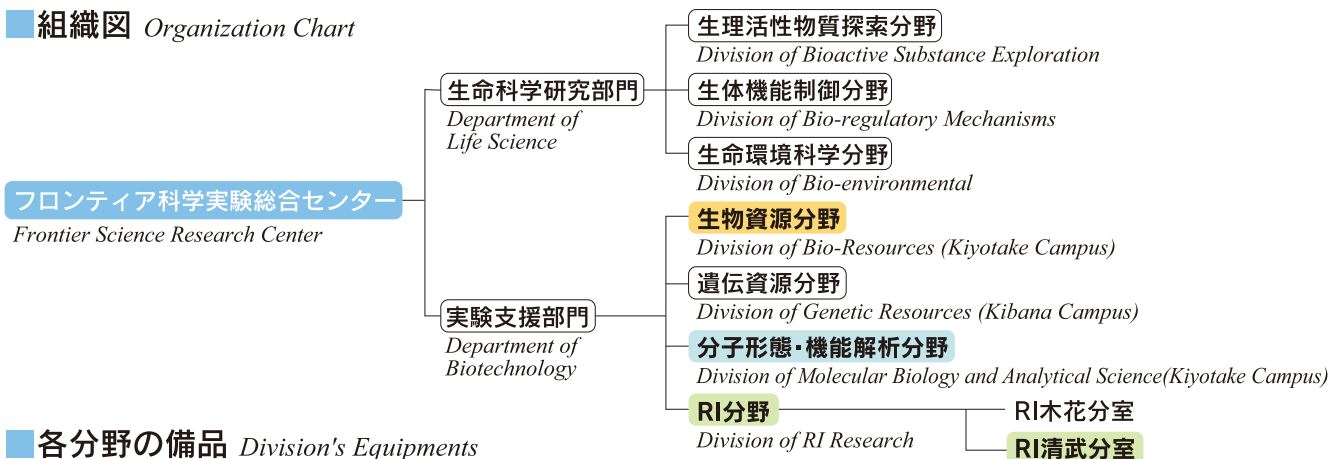 組織図 Organization Chart
フロンティア科学実験総合センター
Frontier Science Research Center
生命科学研究部門
Department of
Life Science
生理活性物質探索分野
Division of Bioactive Substance Exploration
生体機能制御分野
Division of Bio-regulatory Mechanisms
生命環境科学分野
Division of Bio-environmental
実験支援部門
Department of
Biotechnology
生物資源分野
Division of Bio-Resources (Kiyotake Campus)
遺伝資源分野
Division of Genetic Resources (Kibana Campus)
分子形態・機能解析分野
Division of Molecular Biology and Analytical Science(Kiyotake Campus)
RI分野
Division of RI Research
RI木花分室
RI清武分室
各分野の備品 Division's Equipments